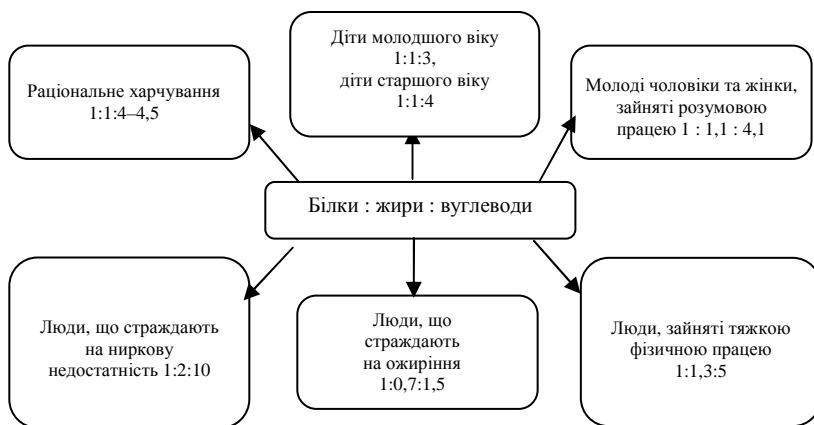 Діти молодшого віку
1:1:3,
діти старшого віку
1:1:4
Раціональне харчування
1:1:4–4,5
Молоді чоловіки та жінки,
зайняті розумовою
працею 1 : 1,1 : 4,1
Білки : жири : вуглеводи
Люди, що страждають
на ниркову
недостатність 1:2:10
Люди, що
страждають
на ожиріння
1:0,7:1,5
Люди, зайняті тяжкою
фізичною працею
1:1,3:5